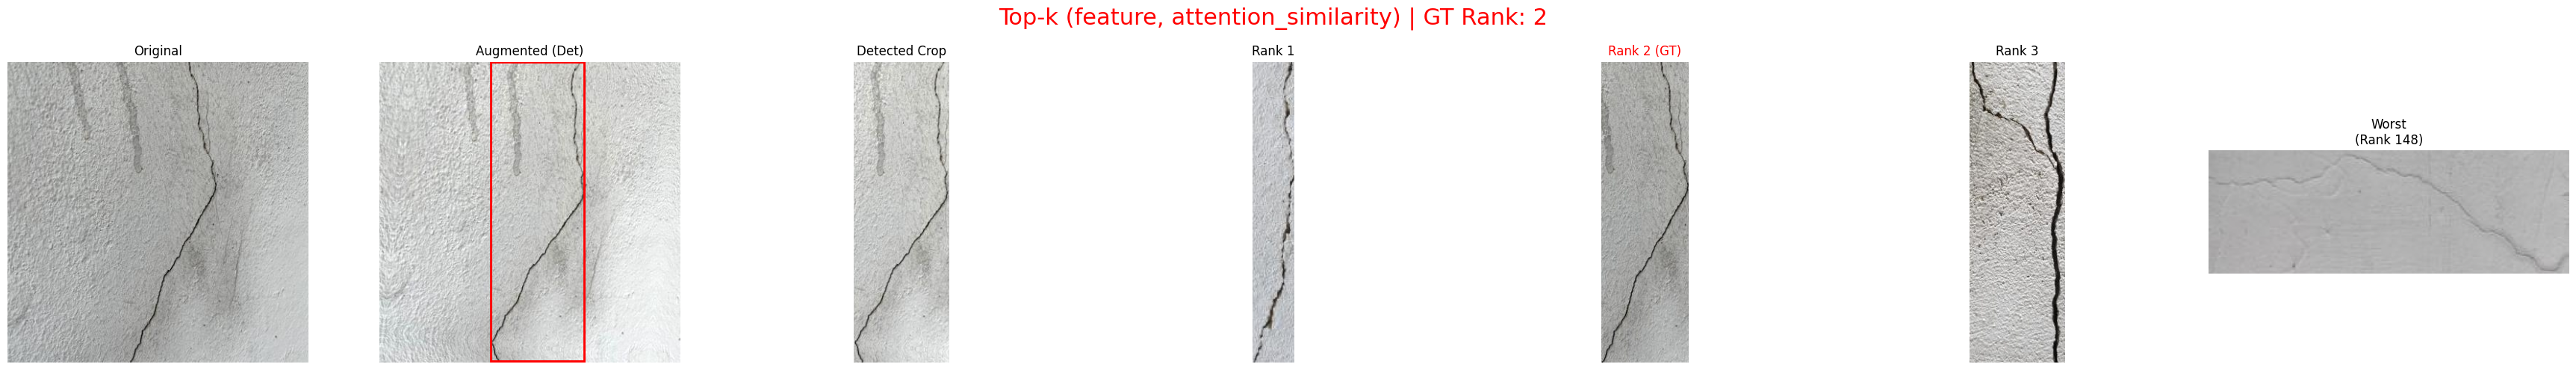 Top-k (feature, attention_similarity) | GT Rank: 2
Original
Augmented (Det)
Detected Crop
Rank 1
Rank 2 (GT)
Rank 3
Worst
(Rank 148)